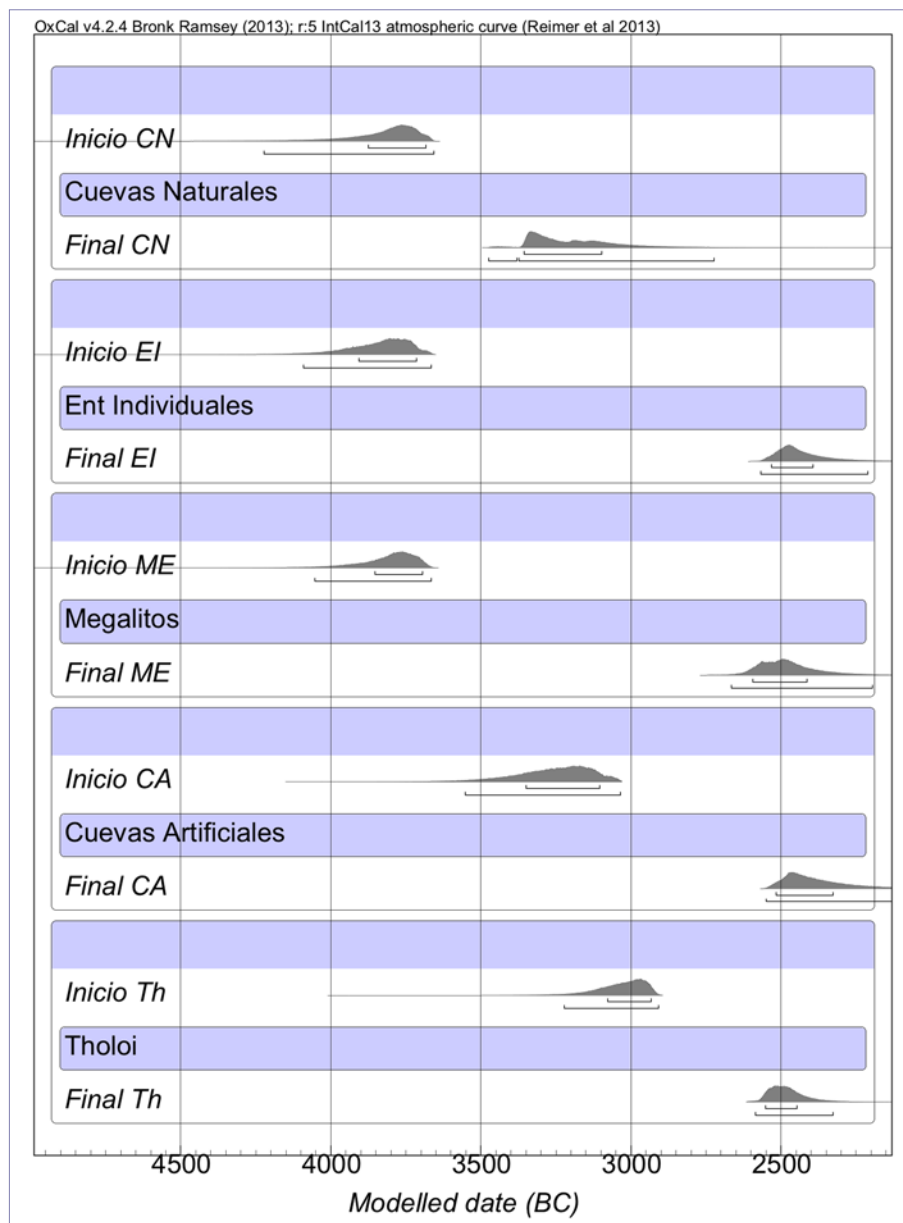 OxCal v4.2.4 Bronk Ramsey (2013); r:5 IntCal13 atmospheric curve (Reimer et al 2013)
Inicio CN
Cuevas Naturales
Final CN
Inicio EI
Ent Individuales
Final EI
Inicio ME
Megalitos
Final ME
Inicio CA
Cuevas Artificiales
Final CA
Inicio Th
Tholoi
Final Th
4500 4000 3500 3000 2500
Modelled date (BC)